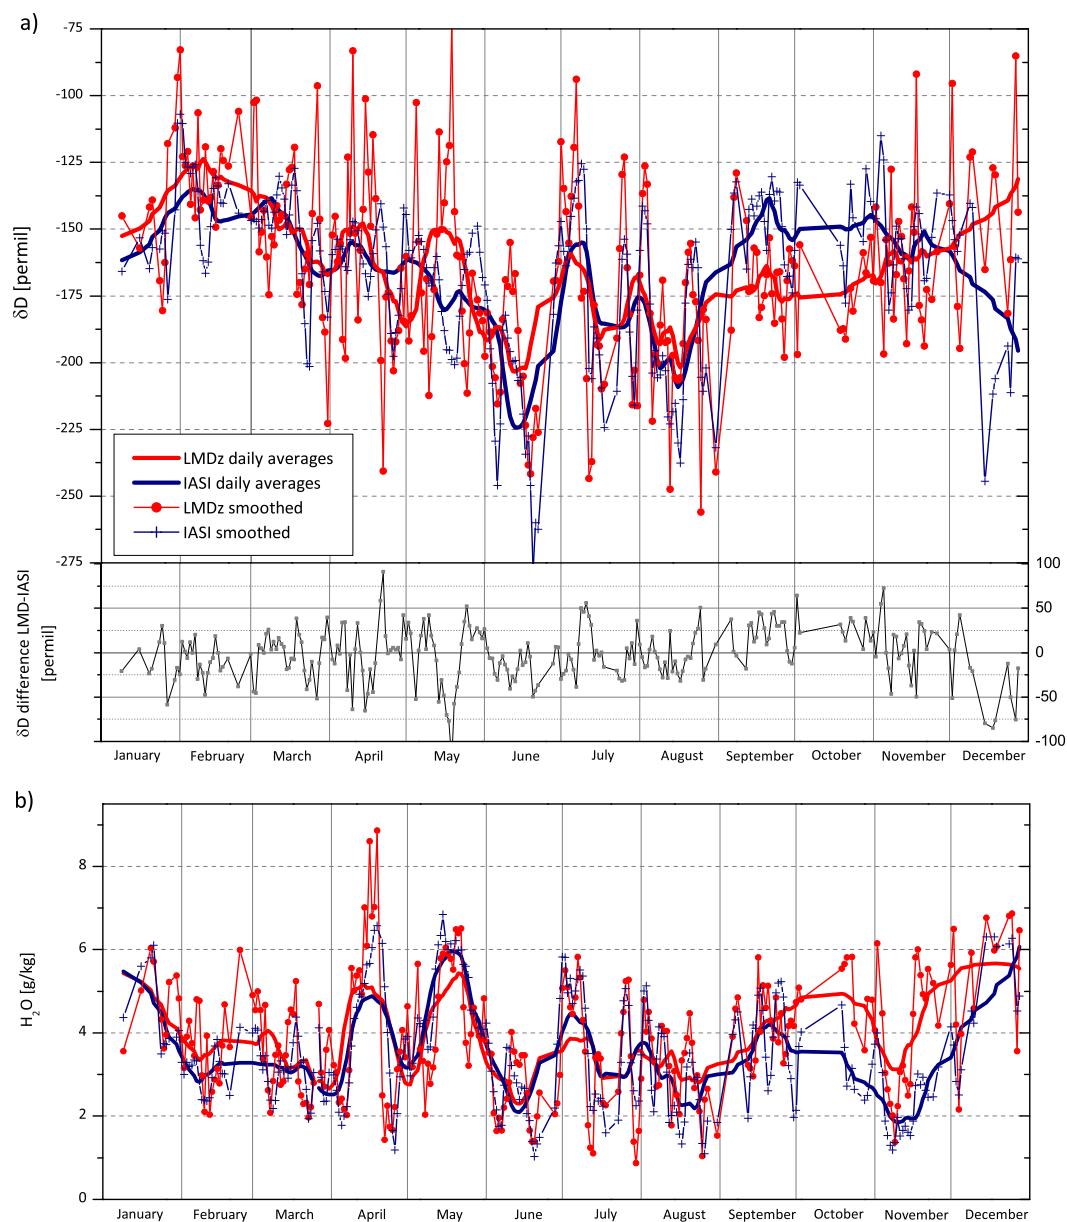 a)
-75
-100
-125
-150
-175
-200
-225
-250
-275
δD [permil]
LMDz daily averages
IASI daily averages
LMDz smoothed
IASI smoothed
δD difference LMD-IASI
[permil]
100
50
0
-50
-100
January February March April May June July August September October November December
b)
8
6
4
2
0
H₂O [g/kg]
January February March April May June July August September October November December